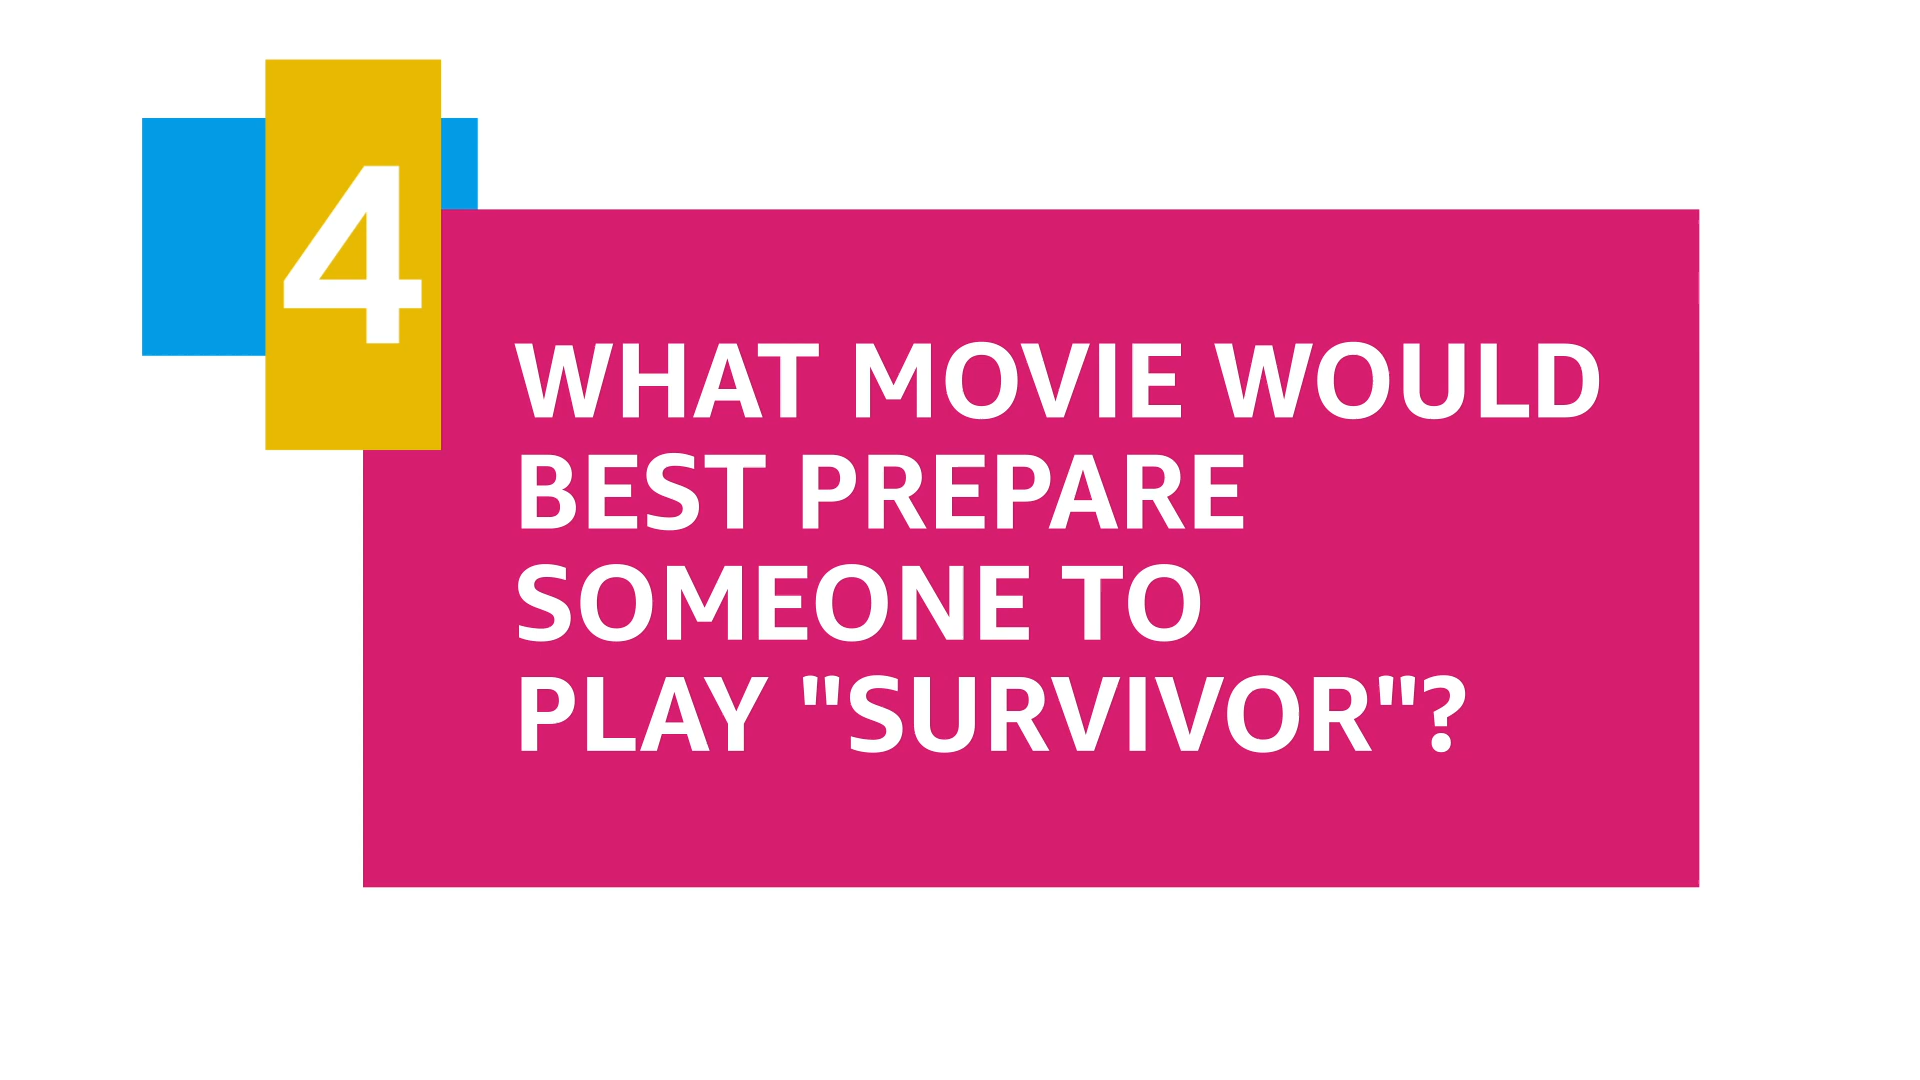 4
WHAT MOVIE WOULD
BEST PREPARE
SOMEONE TO
PLAY "SURVIVOR"?